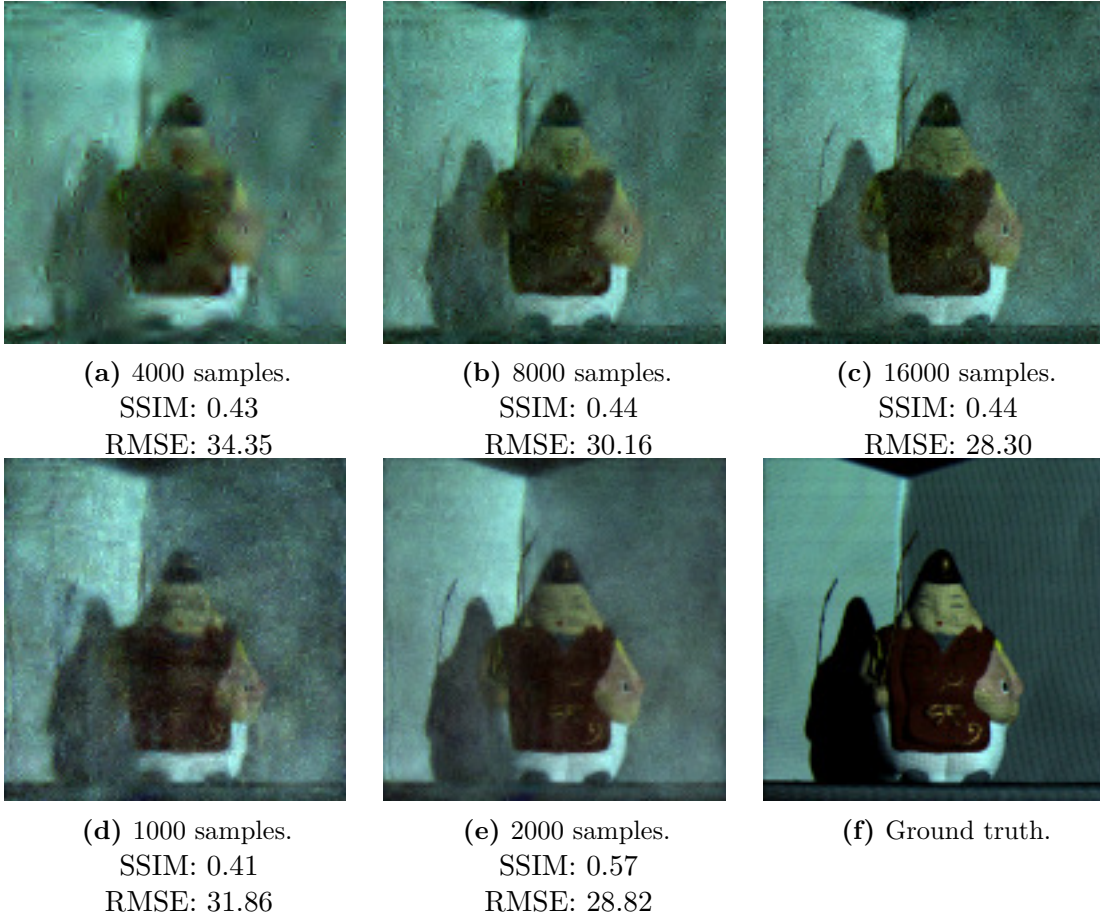 (a) 4000 samples.
SSIM: 0.43
RMSE: 34.35
(b) 8000 samples.
SSIM: 0.44
RMSE: 30.16
(c) 16000 samples.
SSIM: 0.44
RMSE: 28.30
(d) 1000 samples.
SSIM: 0.41
RMSE: 31.86
(e) 2000 samples.
SSIM: 0.57
RMSE: 28.82
(f) Ground truth.